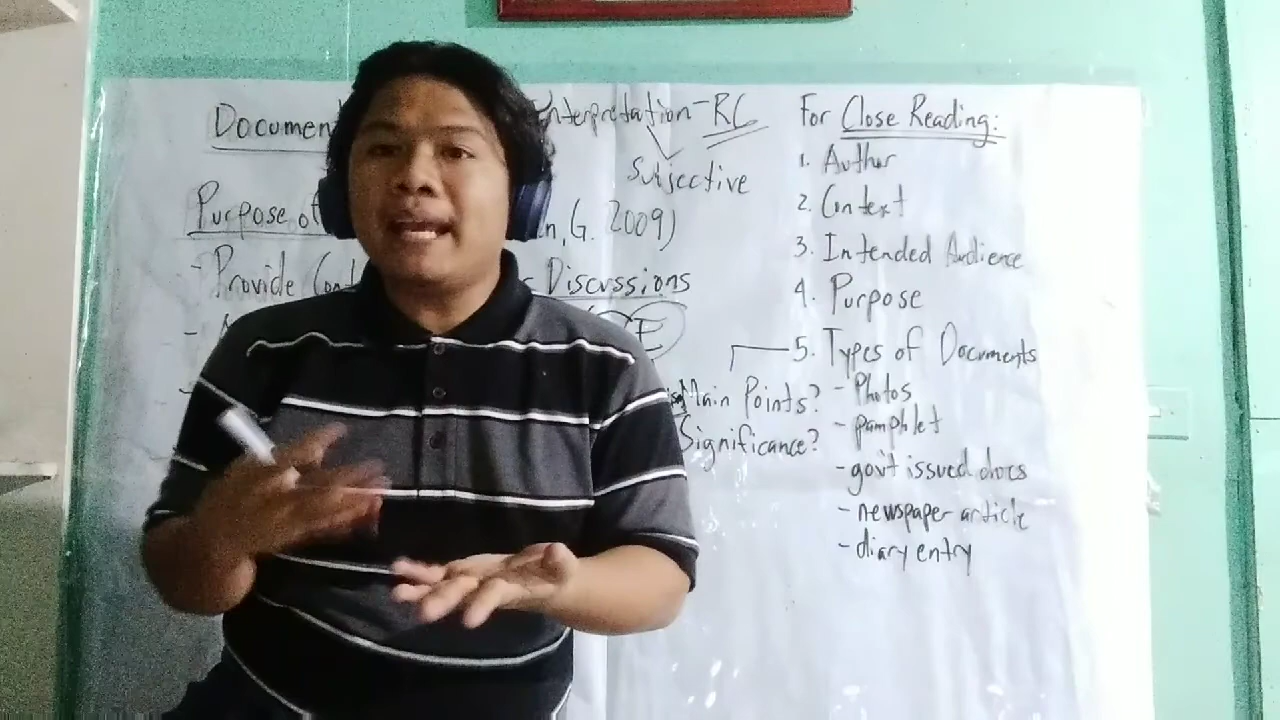 Document Interpretation - RC
Subjective
Purpose of n, G. 2009)
- Provide Cont Discussions
- E
Main Points?
Significance?
For Close Reading:
1. Author
2. Context
3. Intended Audience
4. Purpose
5. Types of Documents
- Photos
- pamphlet
- gov't issued docs
- newspaper article
- diary entry